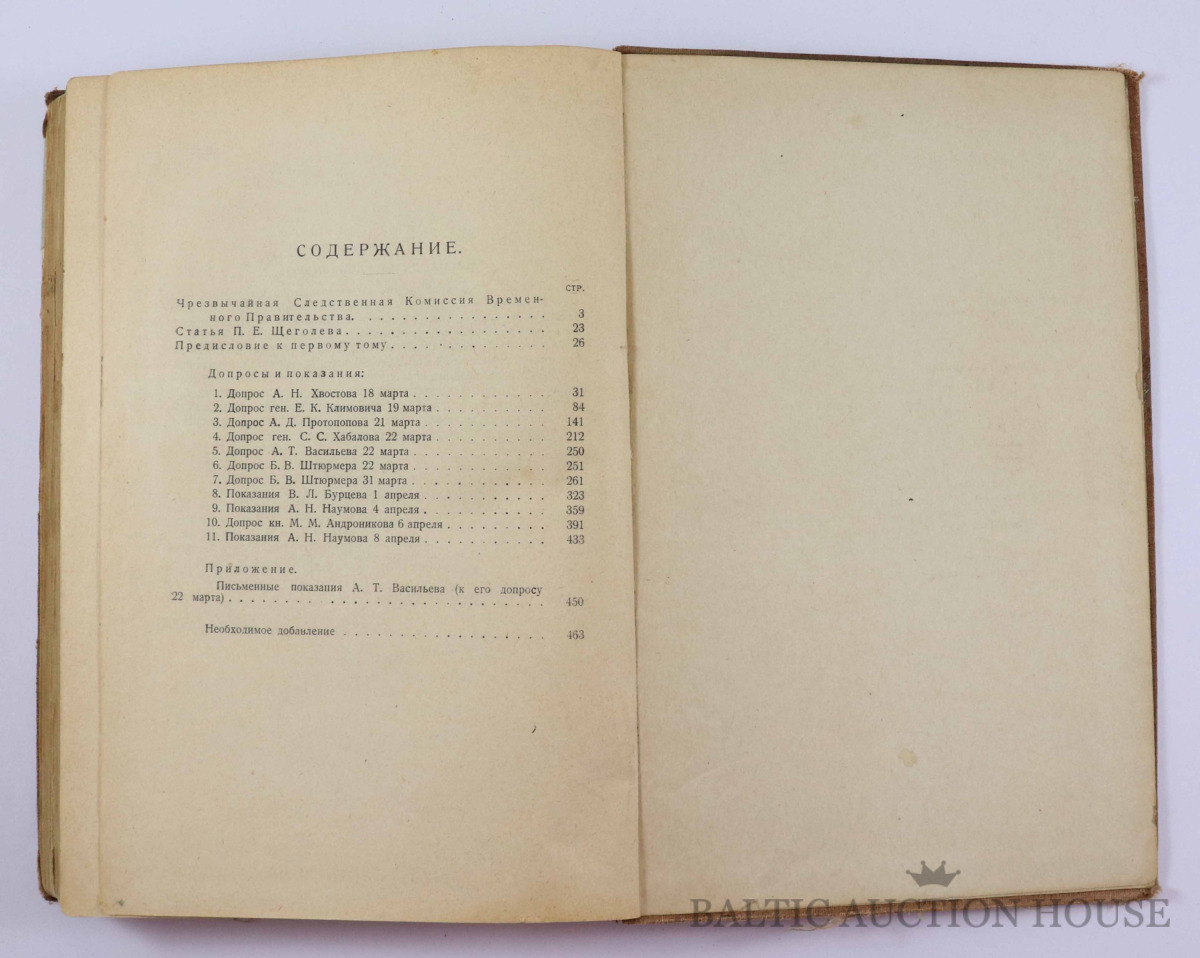 СОДЕРЖАНИЕ.
СТР.
Чрезвычайная Следственная Комиссия Времен-
ного Правительства. . . . . . . . . . . . . . . . . 3
Статья П. Е. Щеголева. . . . . . . . . . . . . . . . . . 23
Предисловие к первому тому. . . . . . . . . . . . . . 26
Допросы и показания:
1. Допрос А. Н. Хвостова 18 марта . . . . . . . . . . . . 31
2. Допрос ген. Е. К. Климовича 19 марта . . . . . . . . . . 84
3. Допрос А. Д. Протопопова 21 марта . . . . . . . . . . . 141
4. Допрос ген. С. С. Хабалова 22 марта . . . . . . . . . . 212
5. Допрос А. Т. Васильева 22 марта . . . . . . . . . . . . 250
6. Допрос Б. В. Штюрмера 22 марта . . . . . . . . . . . . 251
7. Допрос Б. В. Штюрмера 31 марта . . . . . . . . . . . . 261
8. Показания В. Л. Бурцева 1 апреля . . . . . . . . . . . 323
9. Показания А. Н. Наумова 4 апреля . . . . . . . . . . . 359
10. Допрос кн. М. М. Андроникова 6 апреля . . . . . . . . . 391
11. Показания А. Н. Наумова 8 апреля . . . . . . . . . . . 433
Приложение.
Письменные показания А. Т. Васильева (к его допросу
22 марта) . . . . . . . . . . . . . . . . . . . . . . . . . . . . 450
Необходимое добавление . . . . . . . . . . . . . . . . . . 463
BALTIC AUCTION HOUSE